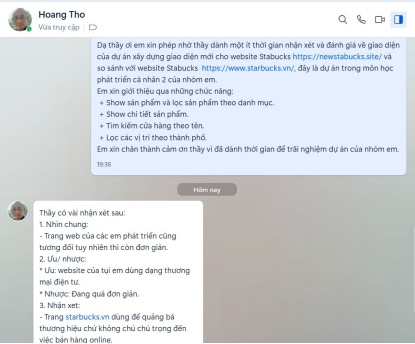 Hoang Tho
Vừa truy cập
Dạ thầy ơi em xin phép nhờ thầy dành một ít thời gian nhận xét và đánh giá về giao diện
của dự án xây dựng giao diện mới cho website Stabucks https://newstabucks.site/ và
so sánh với website Starbucks https://www.starbucks.vn/, đây là dự án trong môn học
phát triển cá nhân 2 của nhóm em.
Em xin giới thiệu qua những chức năng:
+ Show sản phẩm và lọc sản phẩm theo danh mục.
+ Show chi tiết sản phẩm.
+ Tìm kiếm cửa hàng theo tên.
+ Lọc các vị trí theo thành phố.
Em xin chân thành cảm ơn thầy vì đã dành thời gian để trãi nghiệm dự án của nhóm em.
19:36
Hôm nay
Thầy có vài nhận xét sau:
1. Nhìn chung:
- Trang web của các em phát triển cũng
tương đối tuy nhiên thì còn đơn giản.
2. Ưu/ nhược:
* Ưu: website của tụi em dùng dạng thương
mại điện tư.
* Nhược: Đang quá đơn giản.
3. Nhận xet:
- Trang starbucks.vn dùng để quảng bá
thương hiệu chứ không chú chú trọng đến
việc bán hàng online.